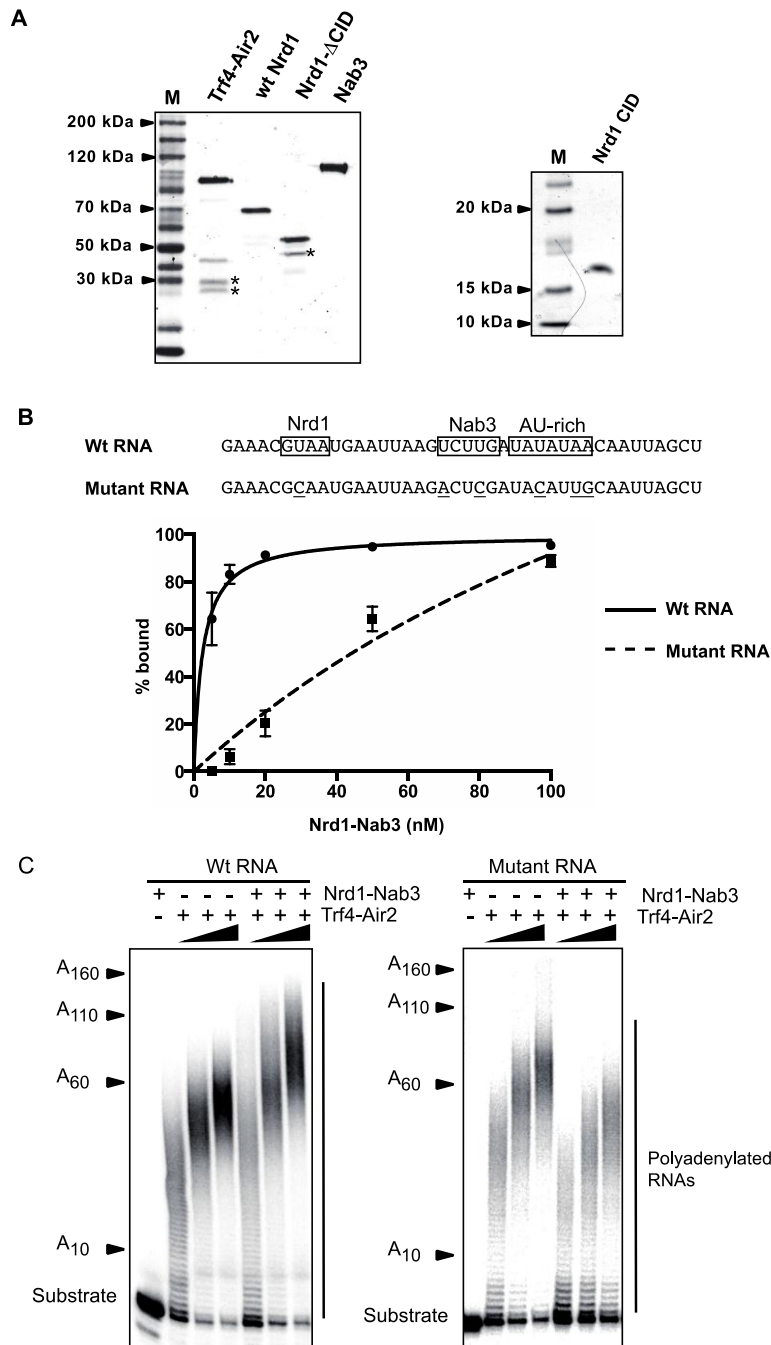 A
M
Trf4-Air2
wt Nrd1
Nrd1-ΔCID
Nab3
200 kDa
120 kDa
70 kDa
50 kDa
30 kDa
*
*
*
M
Nrd1 CID
20 kDa
15 kDa
10 kDa
B
Nrd1 Nab3 AU-rich
Wt RNA GAAACGUAAUGAAUUAAGUCUUGAUAUAUAACAAUUAGCU
Mutant RNA GAAACGCAAUGAAUUAAGACUCGAUACAUUGCAAUUAGCU
% bound
100
80
60
40
20
0
0 20 40 60 80 100
Nrd1-Nab3 (nM)
Wt RNA
Mutant RNA
C
Wt RNA
+ - - - + + + Nrd1-Nab3
- + + + + + + Trf4-Air2
A160
A110
A60
A10
Substrate
Mutant RNA
+ - - - + + + Nrd1-Nab3
- + + + + + + Trf4-Air2
A160
A110
A60
A10
Substrate
Polyadenylated
RNAs